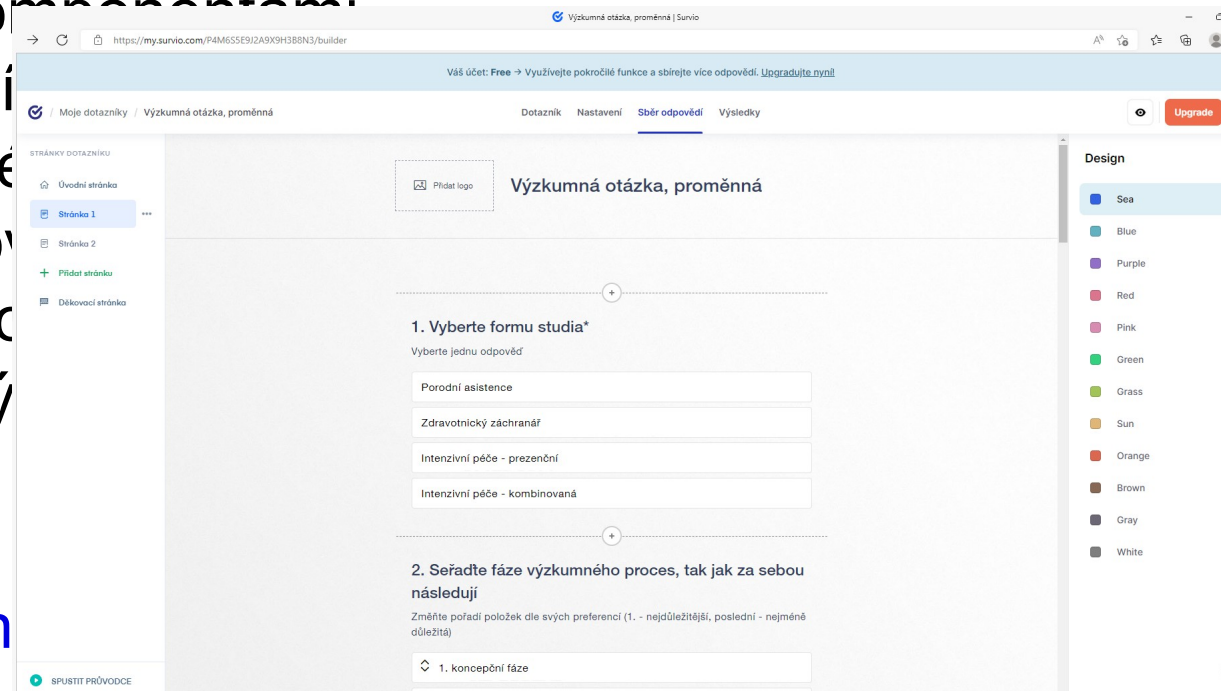 omponentami
Výzkumná otázka, proměnná | Survio
https://my.survio.com/P4M6S5E9J2A9X9H3B8N3/builder
Váš účet: Free → Využívejte pokročilé funkce a sbírejte více odpovědí. Upgradujte nyní!
/ Moje dotazníky / Výzkumná otázka, proměnná
Dotazník Nastavení Sběr odpovědí Výsledky
Upgrade
STRÁNKY DOTAZNÍKU
Úvodní stránka
Stránka 1
Stránka 2
Přidat stránku
Děkovací stránka
SPUSTIT PRŮVODCE
Přidat logo
Výzkumná otázka, proměnná
1. Vyberte formu studia*
Vyberte jednu odpověď
Porodní asistence
Zdravotnický záchranář
Intenzivní péče - prezenční
Intenzivní péče - kombinovaná
2. Seřaďte fáze výzkumného proces, tak jak za sebou
následují
Změňte pořadí položek dle svých preferencí (1. - nejdůležitější, poslední - nejméně
důležitá)
1. koncepční fáze
Design
Sea
Blue
Purple
Red
Pink
Green
Grass
Sun
Orange
Brown
Gray
White